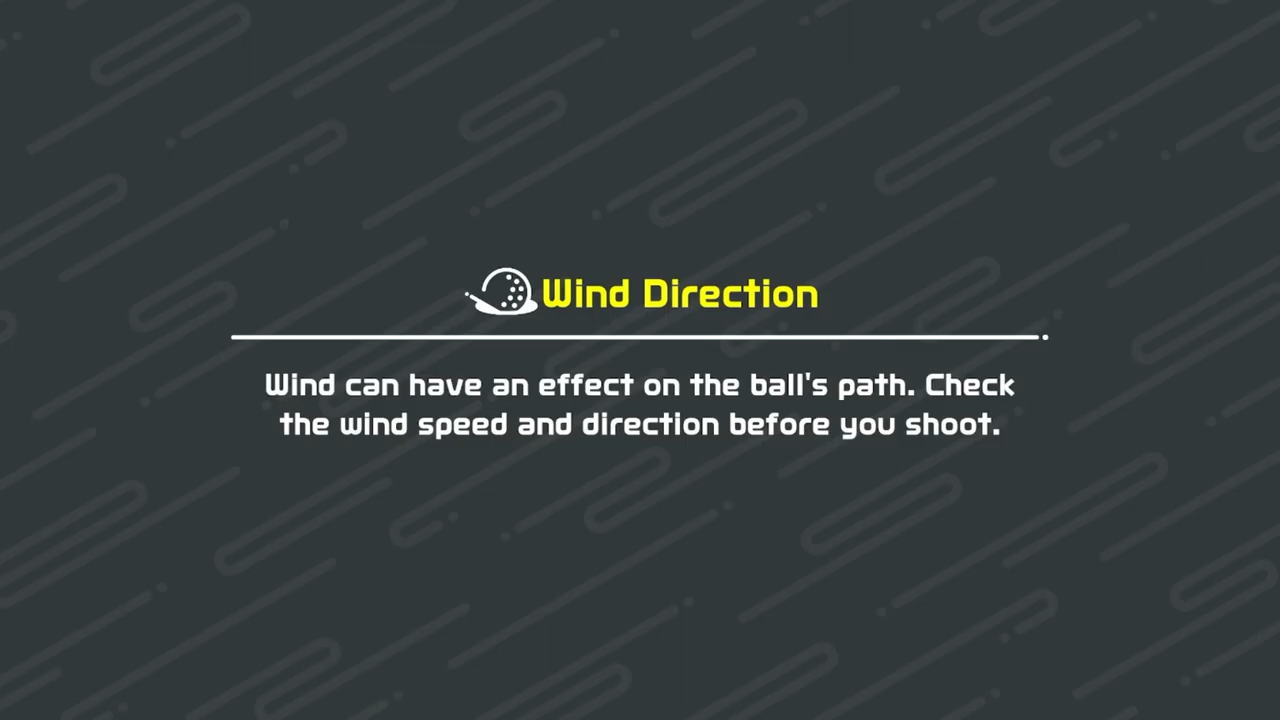 Wind Direction
Wind can have an effect on the ball's path. Check
the wind speed and direction before you shoot.